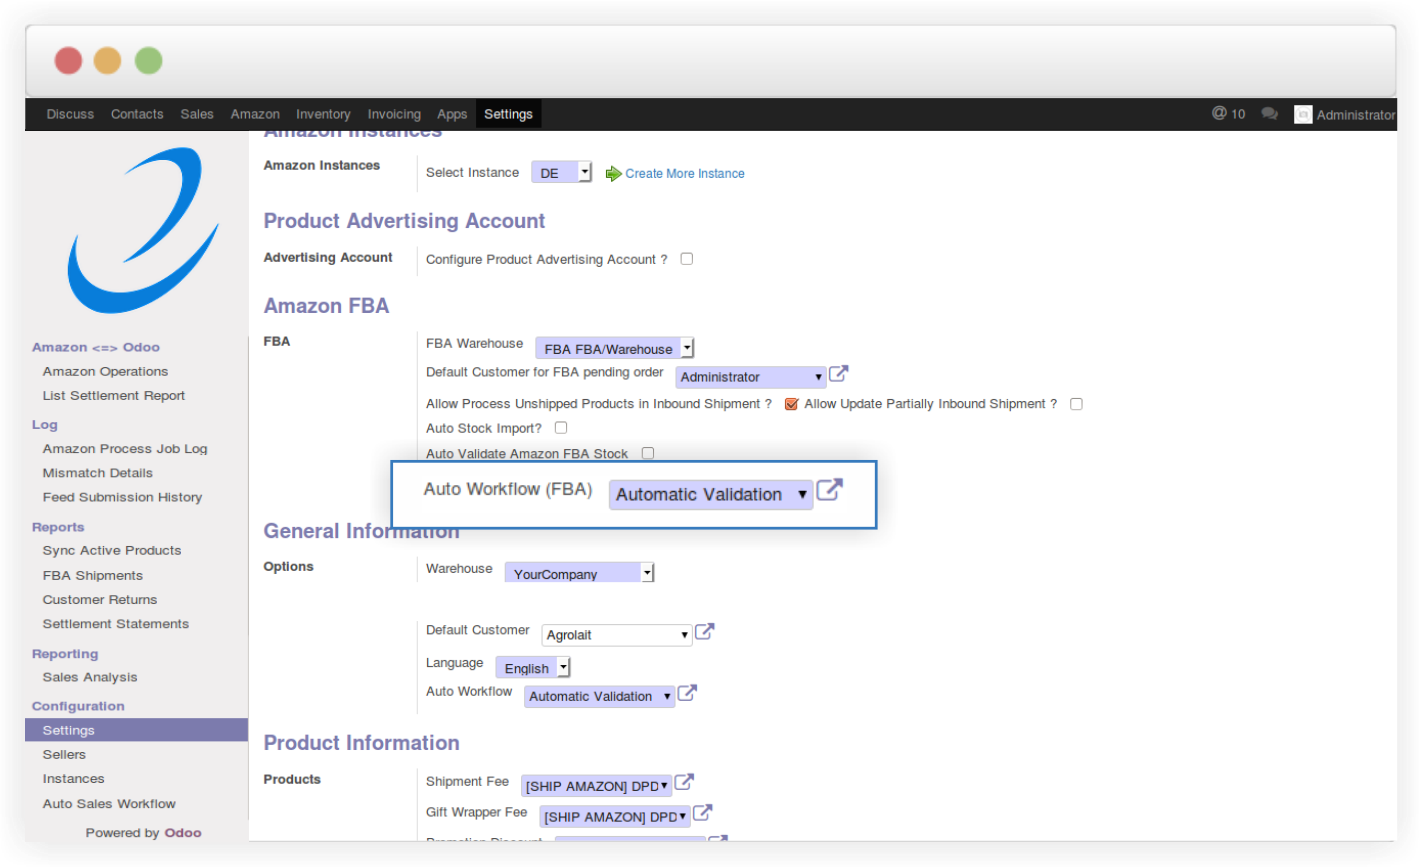 Discuss Contacts Sales Amazon Inventory Invoicing Apps Settings @ 10 Administrator
Amazon <=> Odoo
Amazon Operations
List Settlement Report
Log
Amazon Process Job Log
Mismatch Details
Feed Submission History
Reports
Sync Active Products
FBA Shipments
Customer Returns
Settlement Statements
Reporting
Sales Analysis
Configuration
Settings
Sellers
Instances
Auto Sales Workflow
Powered by Odoo
Amazon Instances
Amazon Instances Select Instance DE Create More Instance
Product Advertising Account
Advertising Account Configure Product Advertising Account ?
Amazon FBA
FBA FBA Warehouse FBA FBA/Warehouse
Default Customer for FBA pending order Administrator
Allow Process Unshipped Products in Inbound Shipment ? Allow Update Partially Inbound Shipment ?
Auto Stock Import?
Auto Validate Amazon FBA Stock
Auto Workflow (FBA) Automatic Validation
General Information
Options Warehouse YourCompany
Default Customer Agrolait
Language English
Auto Workflow Automatic Validation
Product Information
Products Shipment Fee [SHIP AMAZON] DPD
Gift Wrapper Fee [SHIP AMAZON] DPD
Promotion Discount